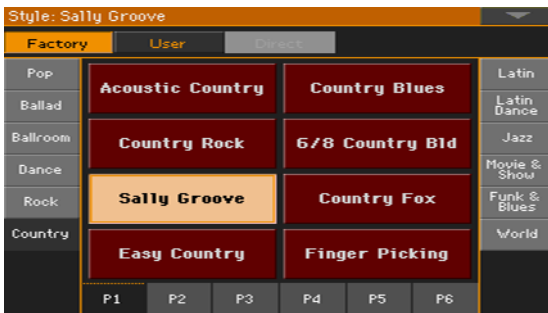 Style: Sally Groove
Factory User Direct
Pop
Ballad
Ballroom
Dance
Rock
Country
Acoustic Country Country Blues
Country Rock 6/8 Country Bld
Sally Groove Country Fox
Easy Country Finger Picking
Latin
Latin
Dance
Jazz
Movie &
Show
Funk &
Blues
World
P1 P2 P3 P4 P5 P6